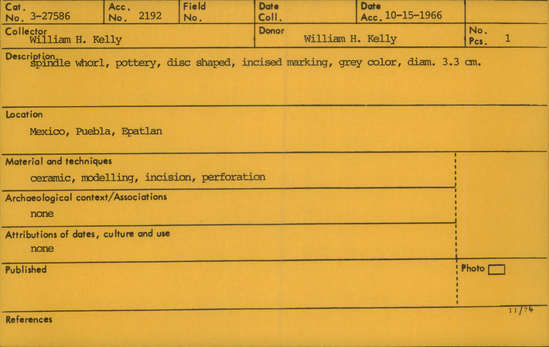 Cat. No. 3-27586 Acc. No. 2192 Field No. Date Coll. Date Acc. 10-15-1966
Collector William H. Kelly Donor William H. Kelly No. Pcs. 1
Description spindle whorl, pottery, disc shaped, incised marking, grey color, diam. 3.3 cm.
Location
Mexico, Puebla, Epatlan
Material and techniques
ceramic, modelling, incision, perforation
Archaeological context/Associations
none
Attributions of dates, culture and use
none
Published Photo
11/74
References